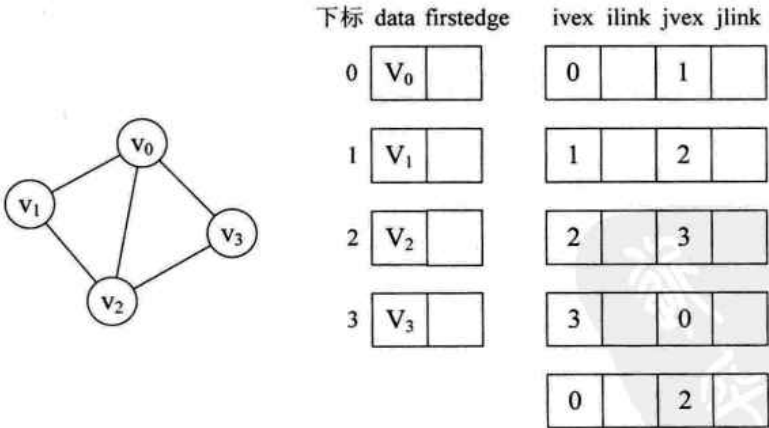 下标 data firstedge ivex ilink jvex jlink
0 V₀ 0 1
v₀
1 V₁ 1 2
v₁
2 V₂ 2 3
v₃
v₂
3 V₃ 3 0
0 2